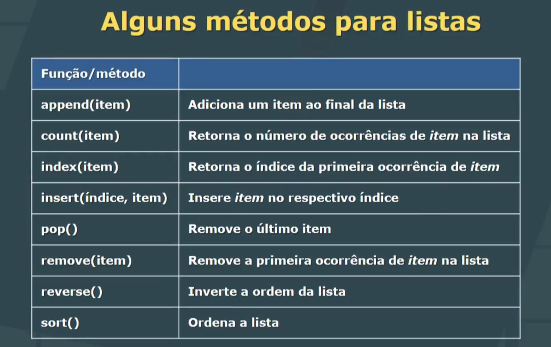 Alguns métodos para listas
Função/método
append(item) Adiciona um item ao final da lista
count(item) Retorna o número de ocorrências de item na lista
index(item) Retorna o índice da primeira ocorrência de item
insert(índice, item) Insere item no respectivo índice
pop() Remove o último item
remove(item) Remove a primeira ocorrência de item na lista
reverse() Inverte a ordem da lista
sort() Ordena a lista